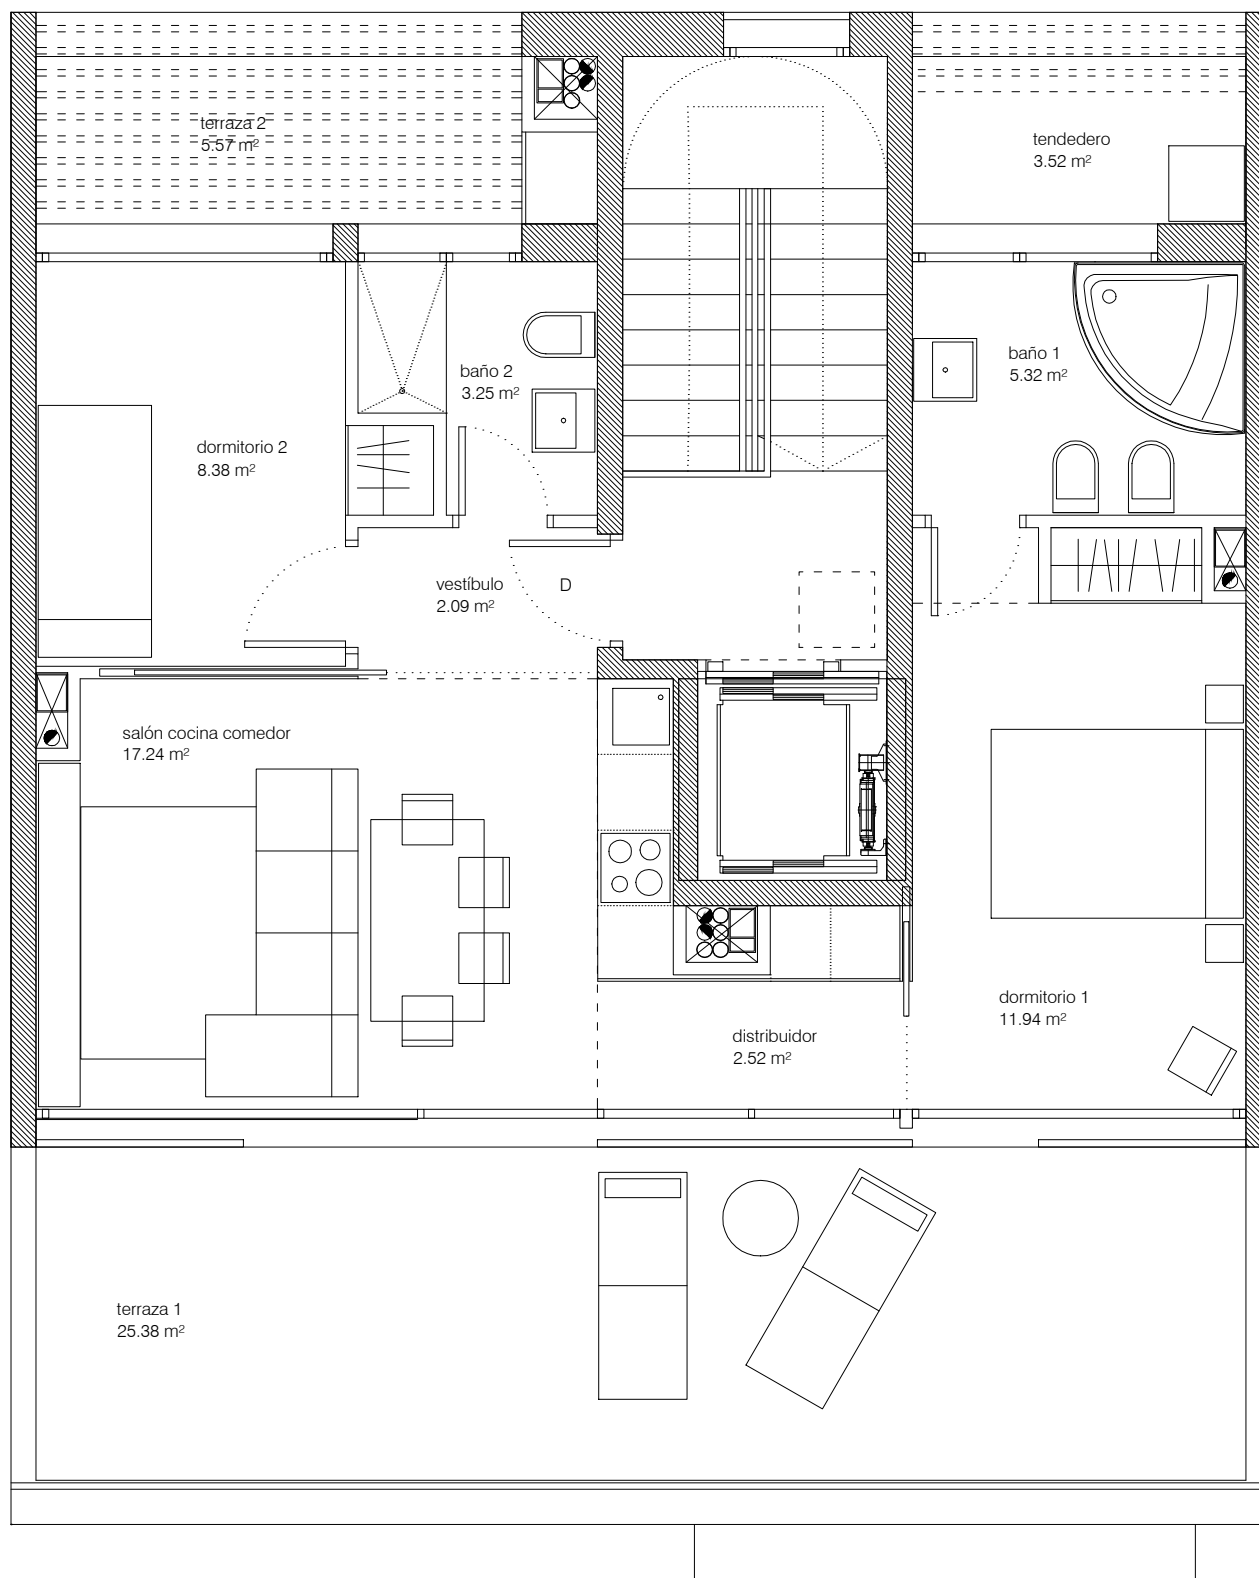 terraza 2
5.57 m²
tendedero
3.52 m²
baño 2
3.25 m²
baño 1
5.32 m²
dormitorio 2
8.38 m²
vestíbulo
2.09 m²
D
salón cocina comedor
17.24 m²
dormitorio 1
11.94 m²
distribuidor
2.52 m²
terraza 1
25.38 m²